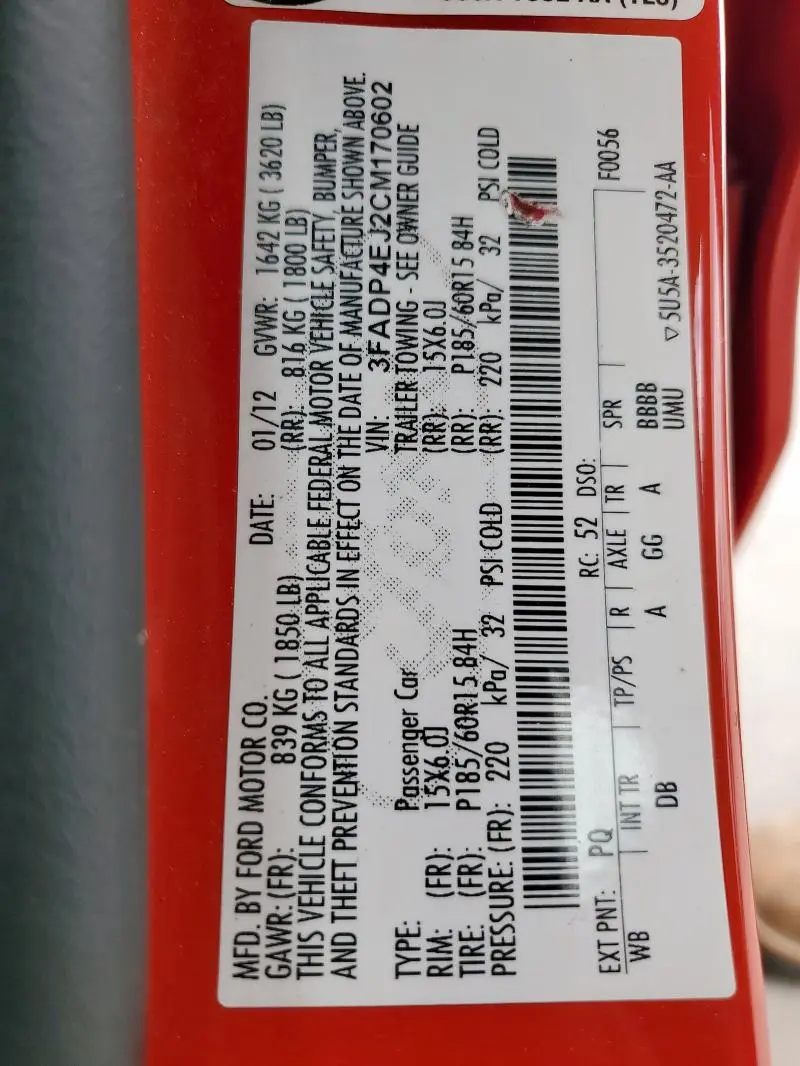 MFD. BY FORD MOTOR CO. DATE: 01/12 GVWR: 1642 KG ( 3620 LB)
GAWR: (FR): 839 KG ( 1850 LB) (RR): 816 KG ( 1800 LB)
THIS VEHICLE CONFORMS TO ALL APPLICABLE FEDERAL MOTOR VEHICLE SAFETY, BUMPER,
AND THEFT PREVENTION STANDARDS IN EFFECT ON THE DATE OF MANUFACTURE SHOWN ABOVE.
VIN: 3FADP4EJ2CM170602
TYPE: Passenger Car TRAILER TOWING - SEE OWNER GUIDE
RIM: (FR): 15X6.0J (RR): 15X6.0J
TIRE: (FR): P185/60R15 84H (RR): P185/60R15 84H
PRESSURE: (FR): 220 kPa/ 32 PSI COLD (RR): 220 kPa/ 32 PSI COLD
RC: 52 DSO:
EXT PNT: PQ F0056
WB INT TR TP/PS R AXLE TR SPR
DB A GG A BBBB
UMU
▽5U5A-3520472-AA